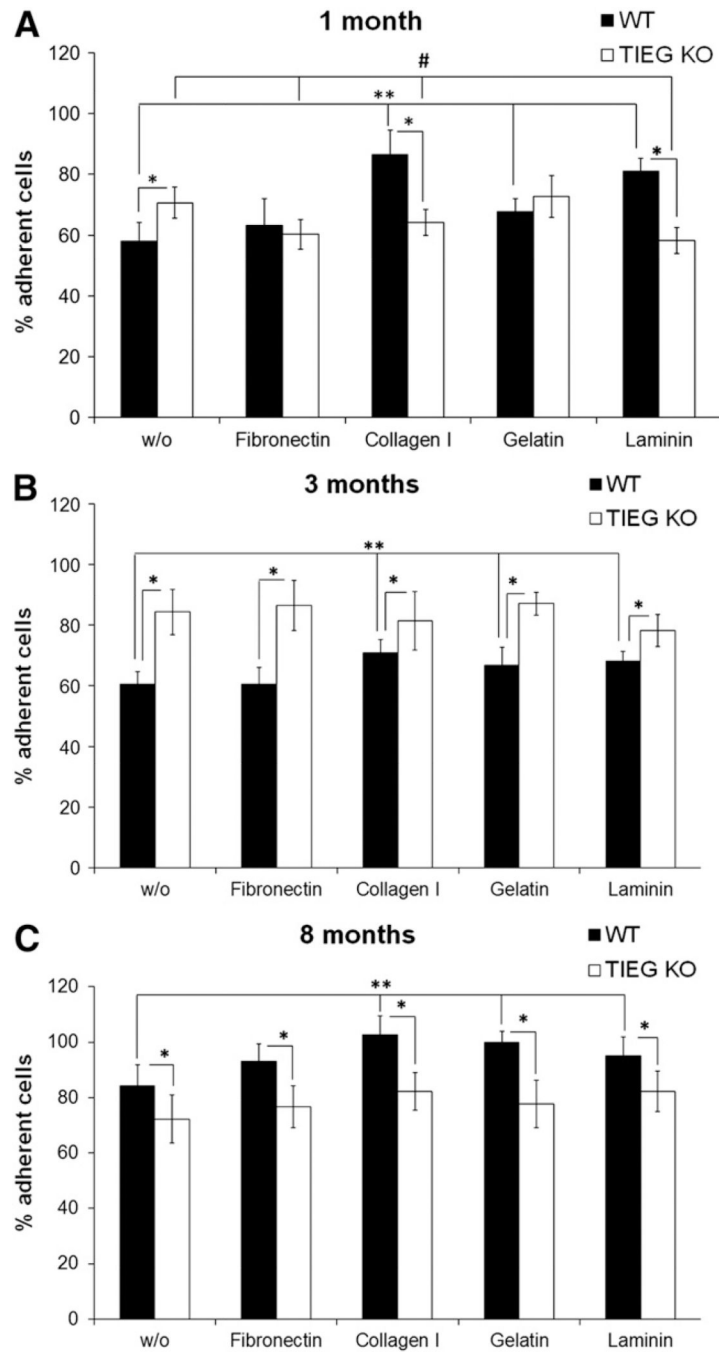 A
1 month
WT
TIEG KO
% adherent cells
120
100
80
60
40
20
0
#
**
*
*
*
w/o
Fibronectin
Collagen I
Gelatin
Laminin
B
3 months
WT
TIEG KO
% adherent cells
120
100
80
60
40
20
0
**
*
*
*
*
*
w/o
Fibronectin
Collagen I
Gelatin
Laminin
C
8 months
WT
TIEG KO
% adherent cells
120
100
80
60
40
20
0
**
*
*
*
*
*
w/o
Fibronectin
Collagen I
Gelatin
Laminin